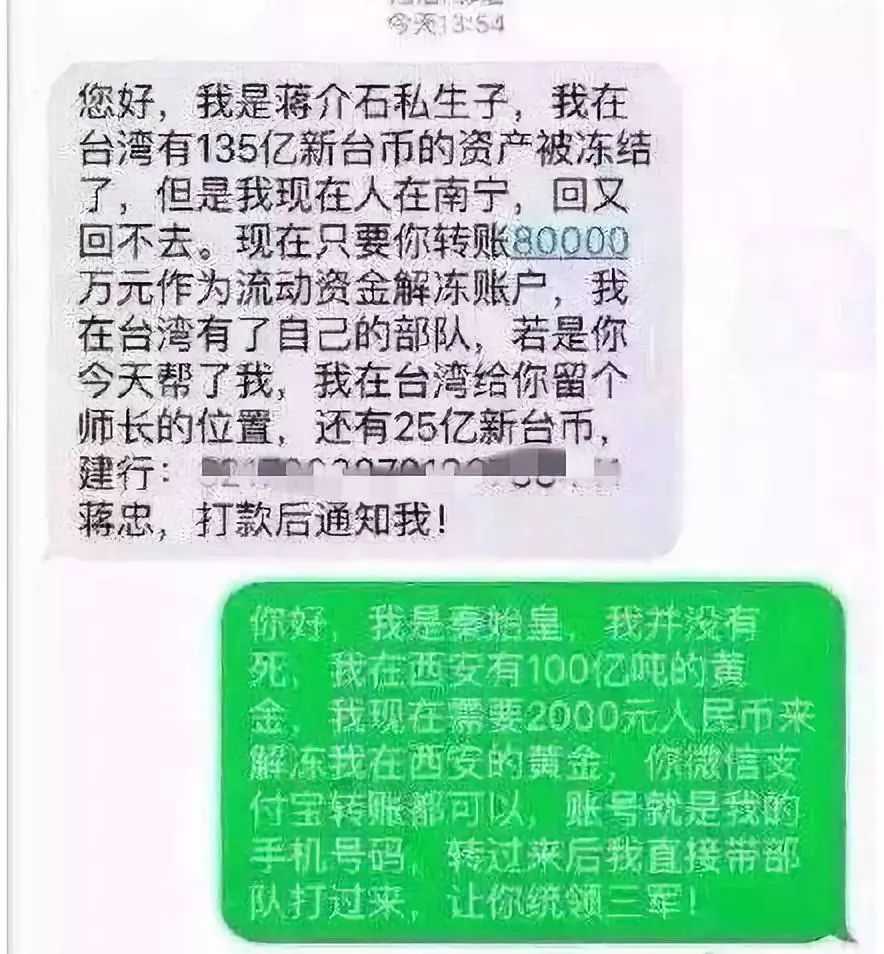 今天13:54
您好，我是蒋介石私生子，我在
台湾有135亿新台币的资产被冻结
了，但是我现在人在南宁，回又
回不去。现在只要你转账80000
万元作为流动资金解冻账户，我
在台湾有了自己的部队，若是你
今天帮了我，我在台湾给你留个
师长的位置，还有25亿新台币，
建行：
蒋忠，打款后通知我！
你好，我是秦始皇，我并没有
死，我在西安有100亿吨的黄
金，我现在需要2000元人民币来
解冻我在西安的黄金，你微信支
付宝转账都可以，账号就是我的
手机号码，转过来后我直接带部
队打过来，让你统领三军！